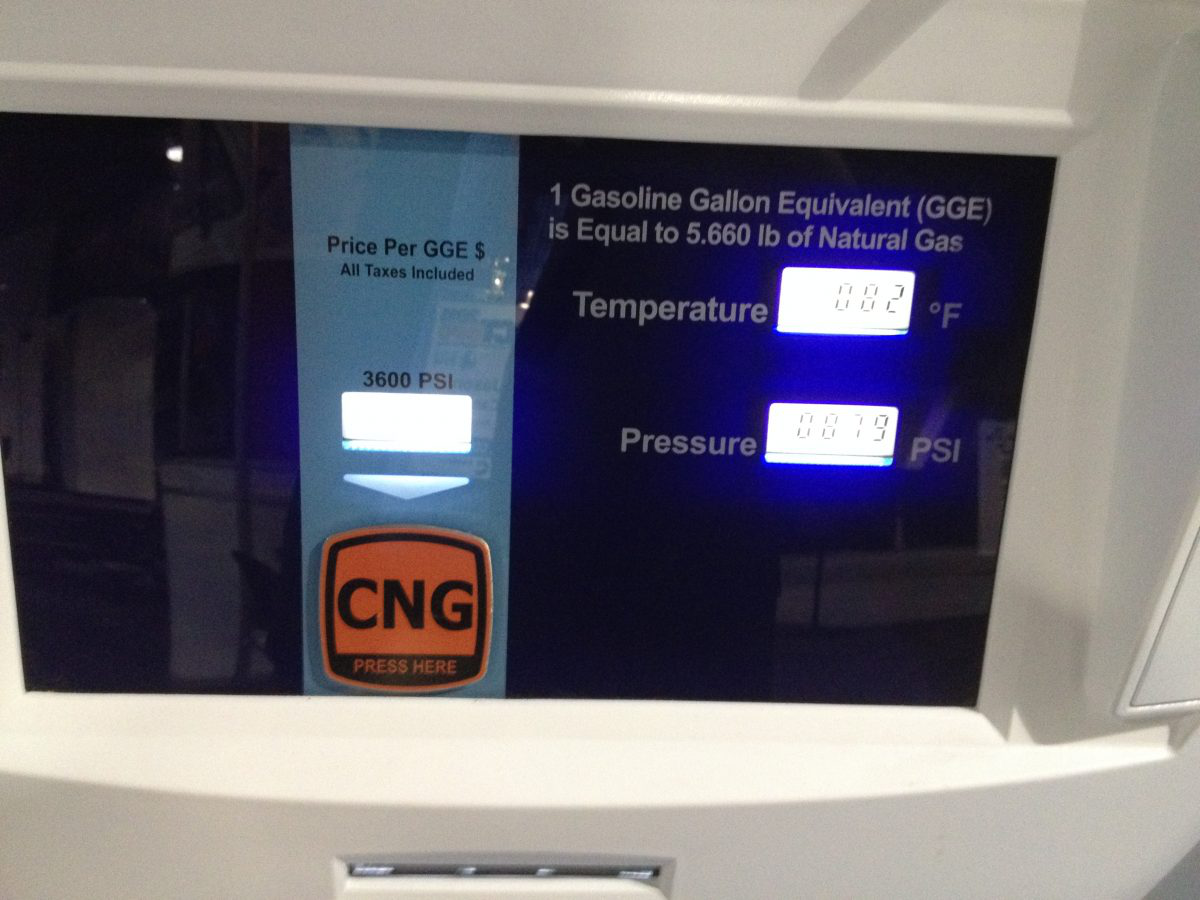 Price Per GGE $
All Taxes Included
3600 PSI
CNG
PRESS HERE
1 Gasoline Gallon Equivalent (GGE)
is Equal to 5.660 lb of Natural Gas
Temperature 082 °F
Pressure 0879 PSI